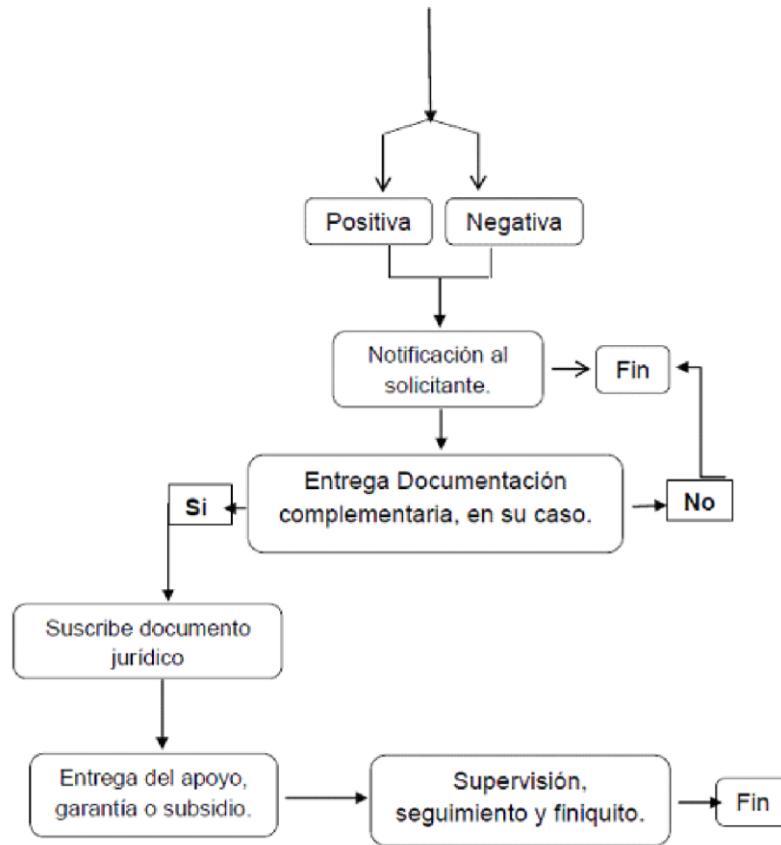 Positiva
Negativa
Notificación al
solicitante.
Fin
Entrega Documentación
complementaria, en su caso.
Si
No
Suscribe documento
jurídico
Entrega del apoyo,
garantía o subsidio.
Supervisión,
seguimiento y finiquito.
Fin